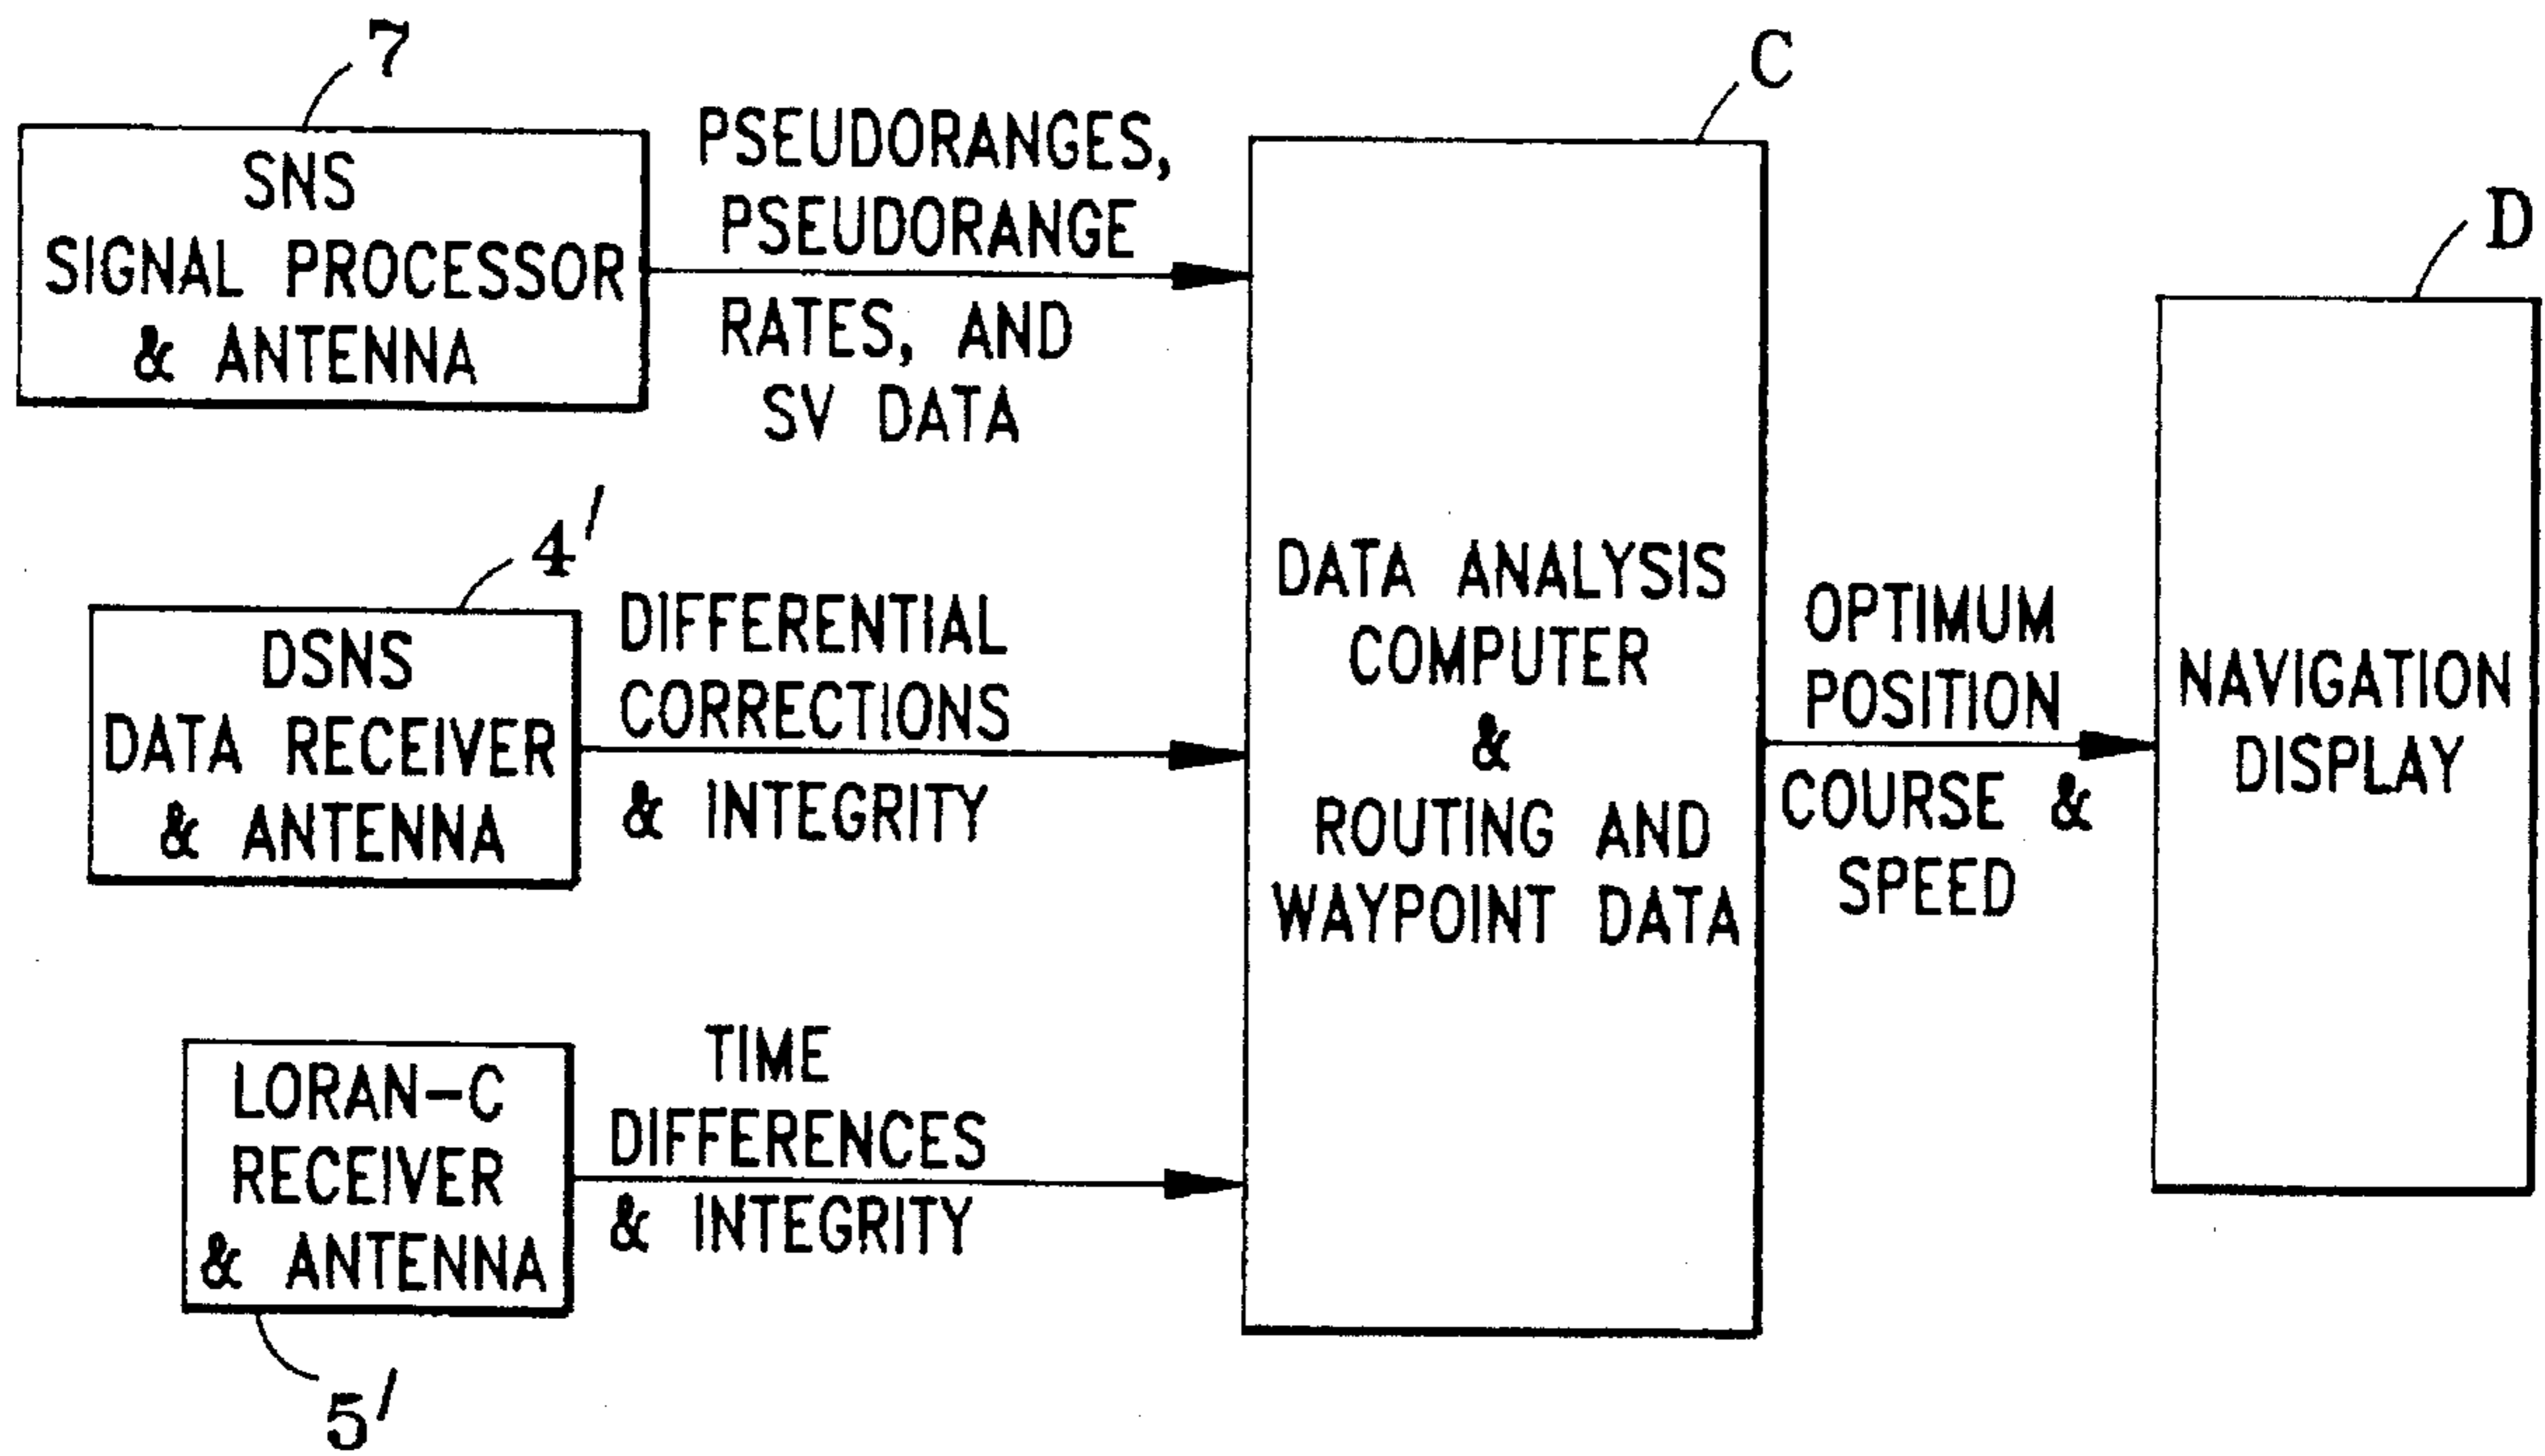 7
SNS
SIGNAL PROCESSOR
& ANTENNA
PSEUDORANGES,
PSEUDORANGE
RATES, AND
SV DATA
4'
DSNS
DATA RECEIVER
& ANTENNA
DIFFERENTIAL
CORRECTIONS
& INTEGRITY
LORAN-C
RECEIVER
& ANTENNA
5'
TIME
DIFFERENCES
& INTEGRITY
C
DATA ANALYSIS
COMPUTER
&
ROUTING AND
WAYPOINT DATA
OPTIMUM
POSITION
COURSE &
SPEED
D
NAVIGATION
DISPLAY